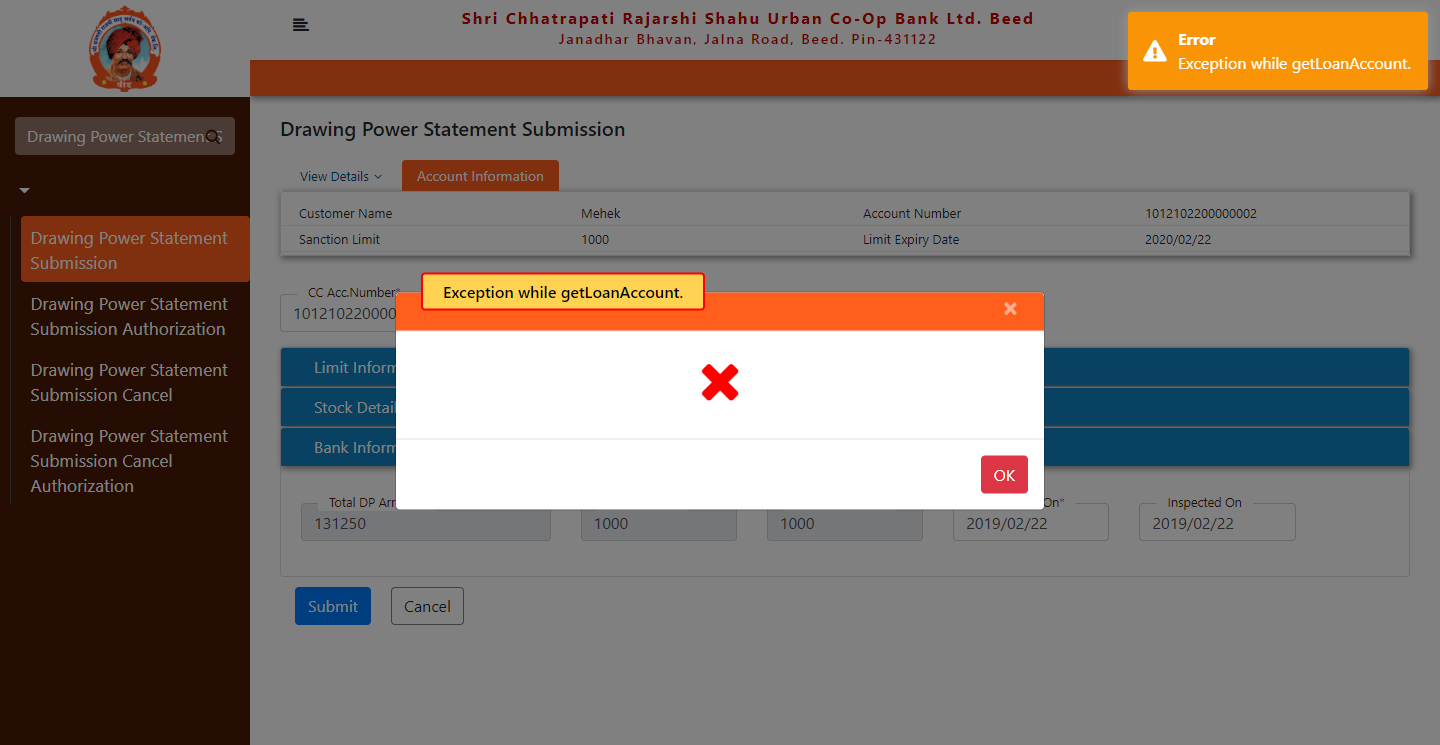 Shri Chhatrapati Rajarshi Shahu Urban Co-Op Bank Ltd. Beed
Janadhar Bhavan, Jalna Road, Beed. Pin-431122
Error
Exception while getLoanAccount.
Drawing Power Statement
Drawing Power Statement Submission
View Details
Account Information
Customer Name Mehek Account Number 1012102200000002
Sanction Limit 1000 Limit Expiry Date 2020/02/22
Drawing Power Statement
Submission
Drawing Power Statement
Submission Authorization
Drawing Power Statement
Submission Cancel
Drawing Power Statement
Submission Cancel
Authorization
CC Acc.Number*
101210220000
Exception while getLoanAccount.
×
Limit Inform
Stock Detail
Bank Inform
OK
Total DP Am On* Inspected On
131250 1000 1000 2019/02/22 2019/02/22
Submit Cancel